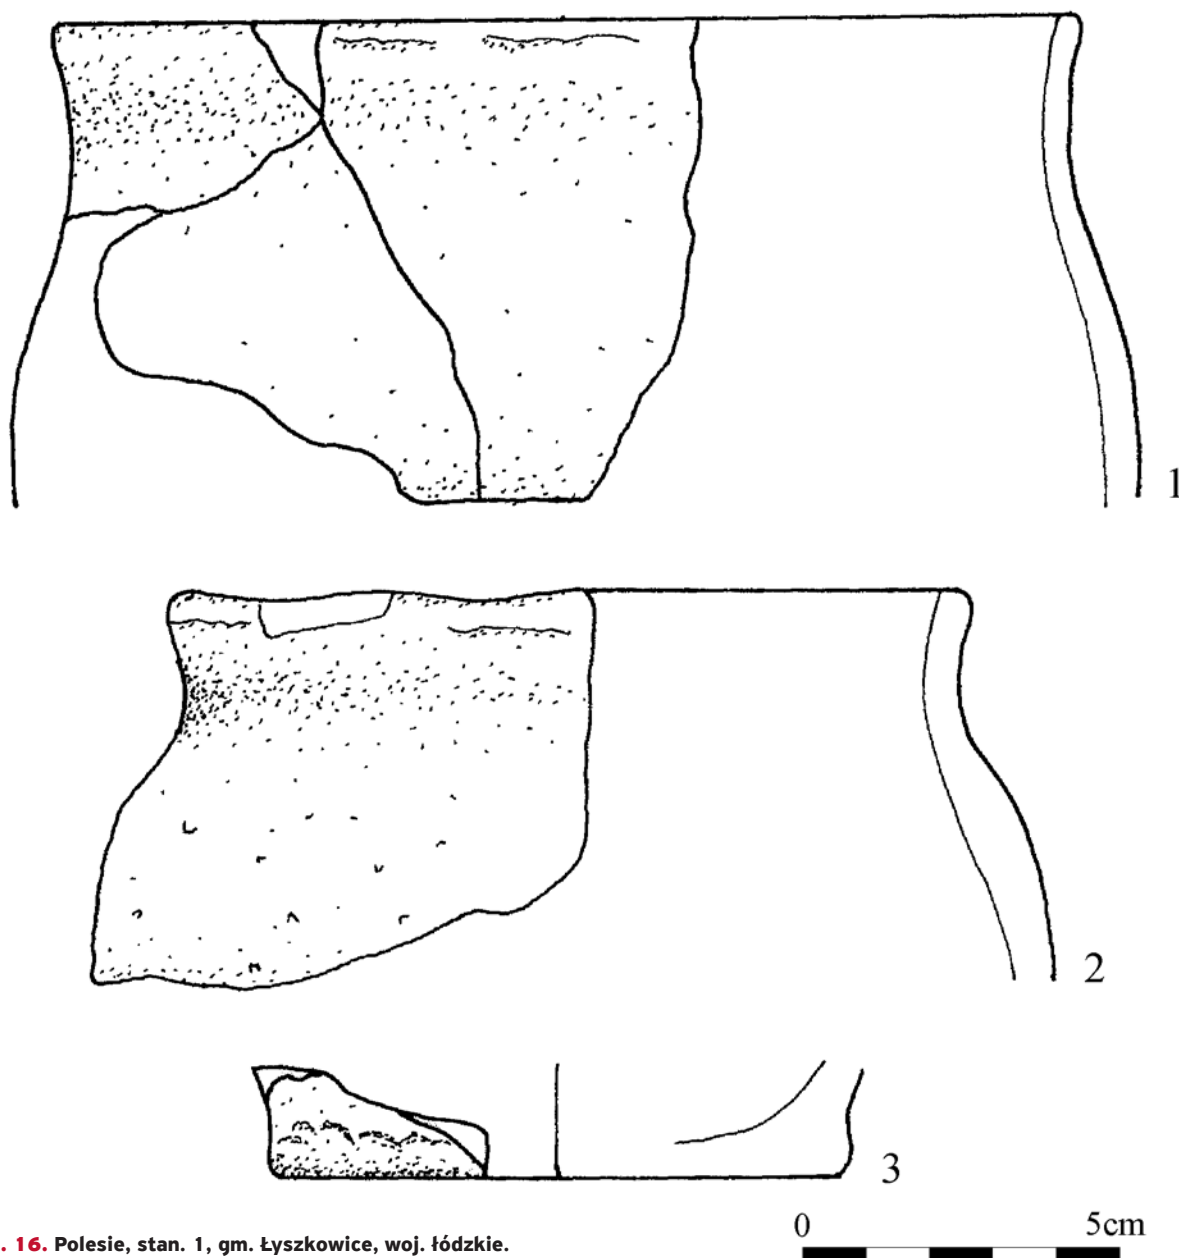 1
2
3
0 5cm
. 16. Polesie, stan. 1, gm. Łyszkowice, woj. łódzkie.